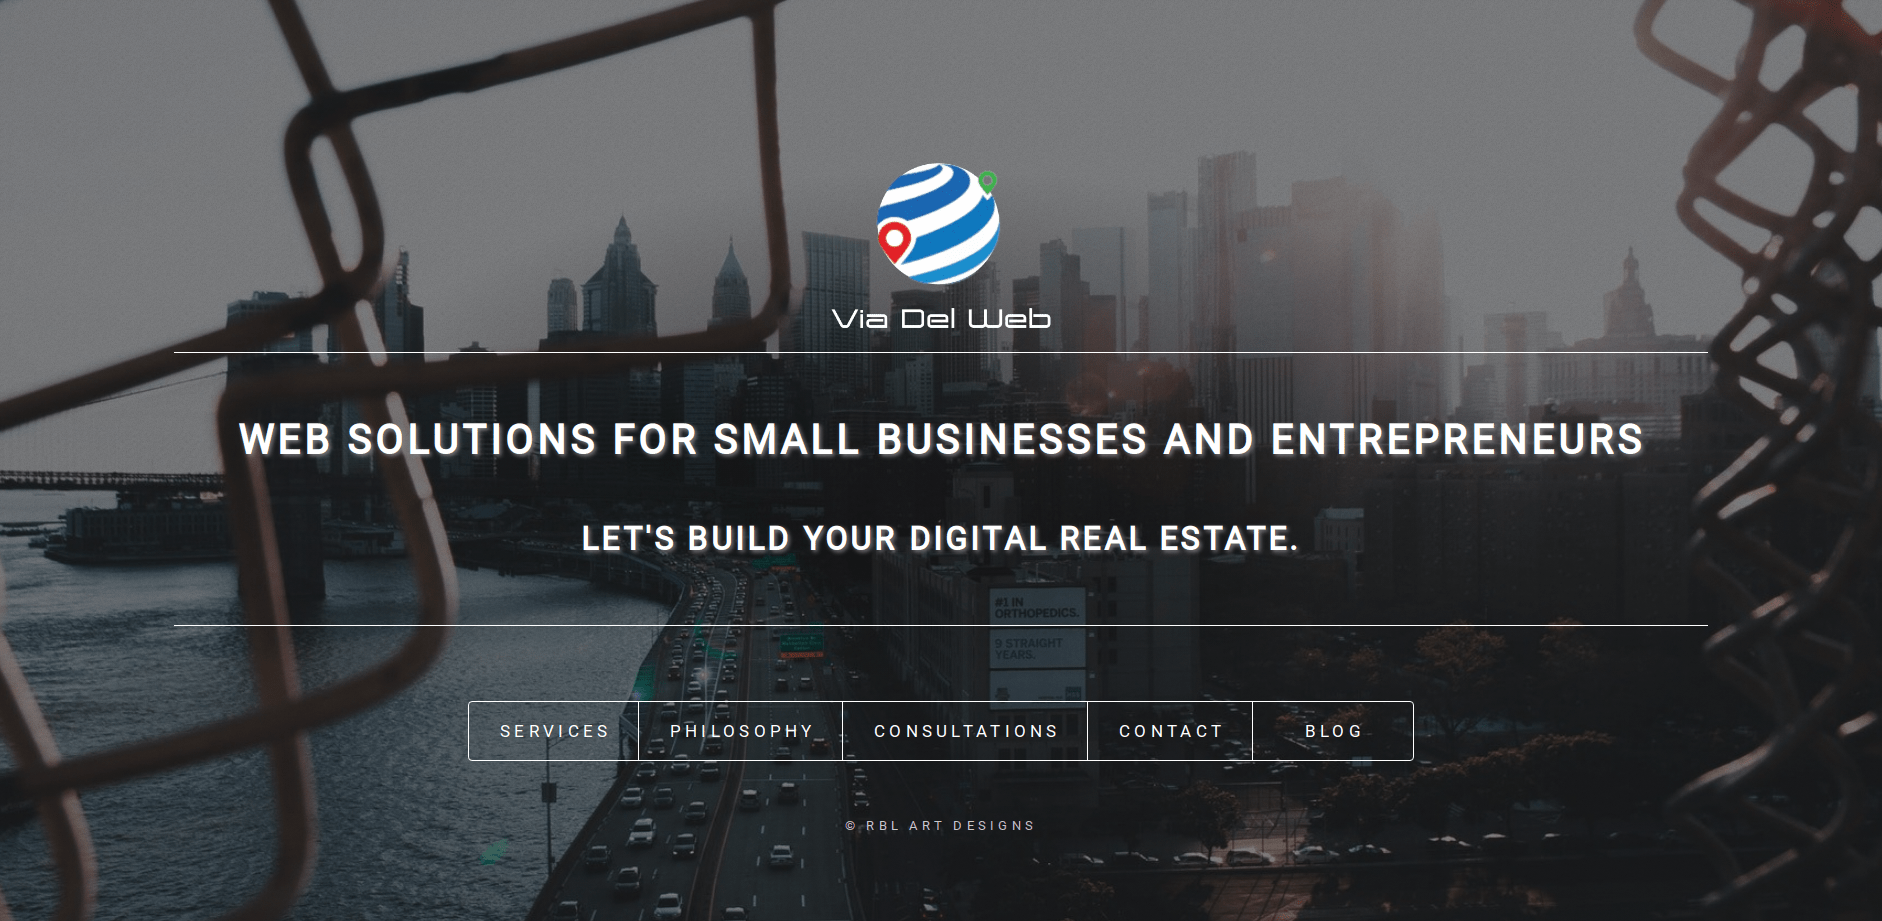 Via Del Web
WEB SOLUTIONS FOR SMALL BUSINESSES AND ENTREPRENEURS
LET'S BUILD YOUR DIGITAL REAL ESTATE.
#1 IN
ORTHOPEDICS.
9 STRAIGHT
YEARS.
SERVICES
PHILOSOPHY
CONSULTATIONS
CONTACT
BLOG
© RBL ART DESIGNS